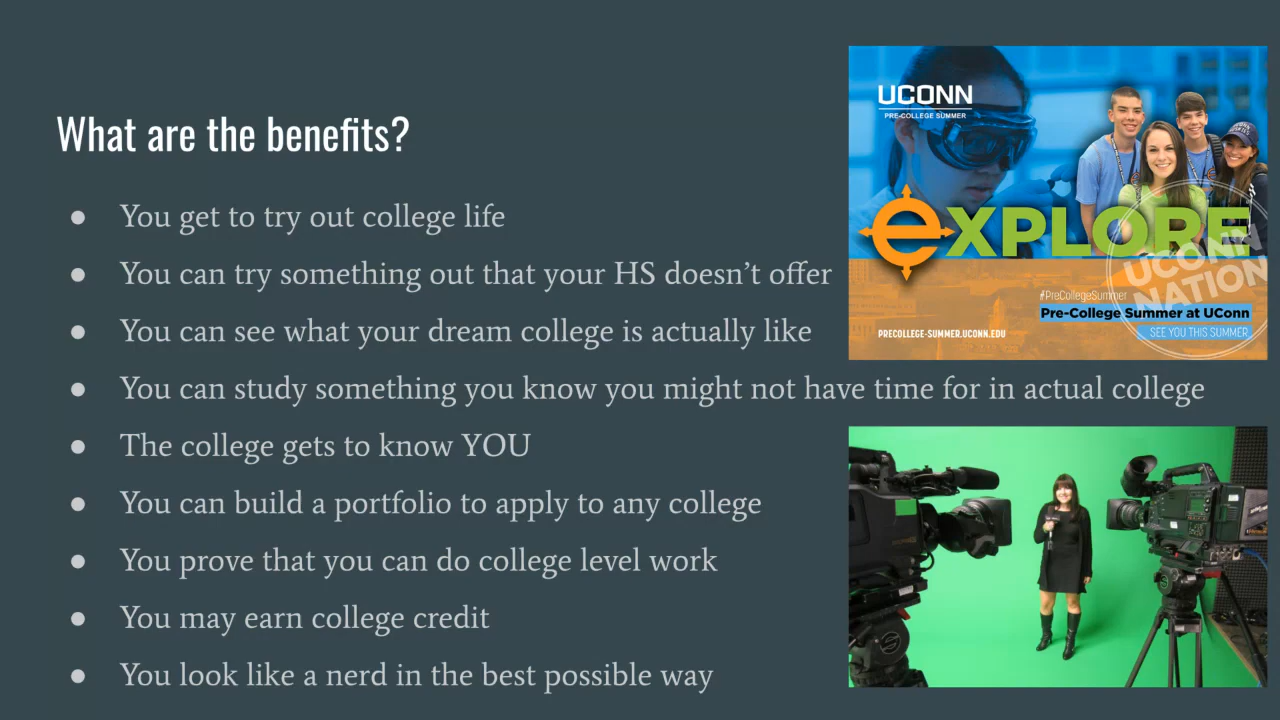 What are the benefits?
● You get to try out college life
● You can try something out that your HS doesn’t offer
● You can see what your dream college is actually like
● You can study something you know you might not have time for in actual college
● The college gets to know YOU
● You can build a portfolio to apply to any college
● You prove that you can do college level work
● You may earn college credit
● You look like a nerd in the best possible way
UCONN
PRE-COLLEGE SUMMER
eXPLORE
UCONN
NATION
#PreCollegeSummer
Pre-College Summer at UConn
SEE YOU THIS SUMMER
PRECOLLEGE-SUMMER.UCONN.EDU